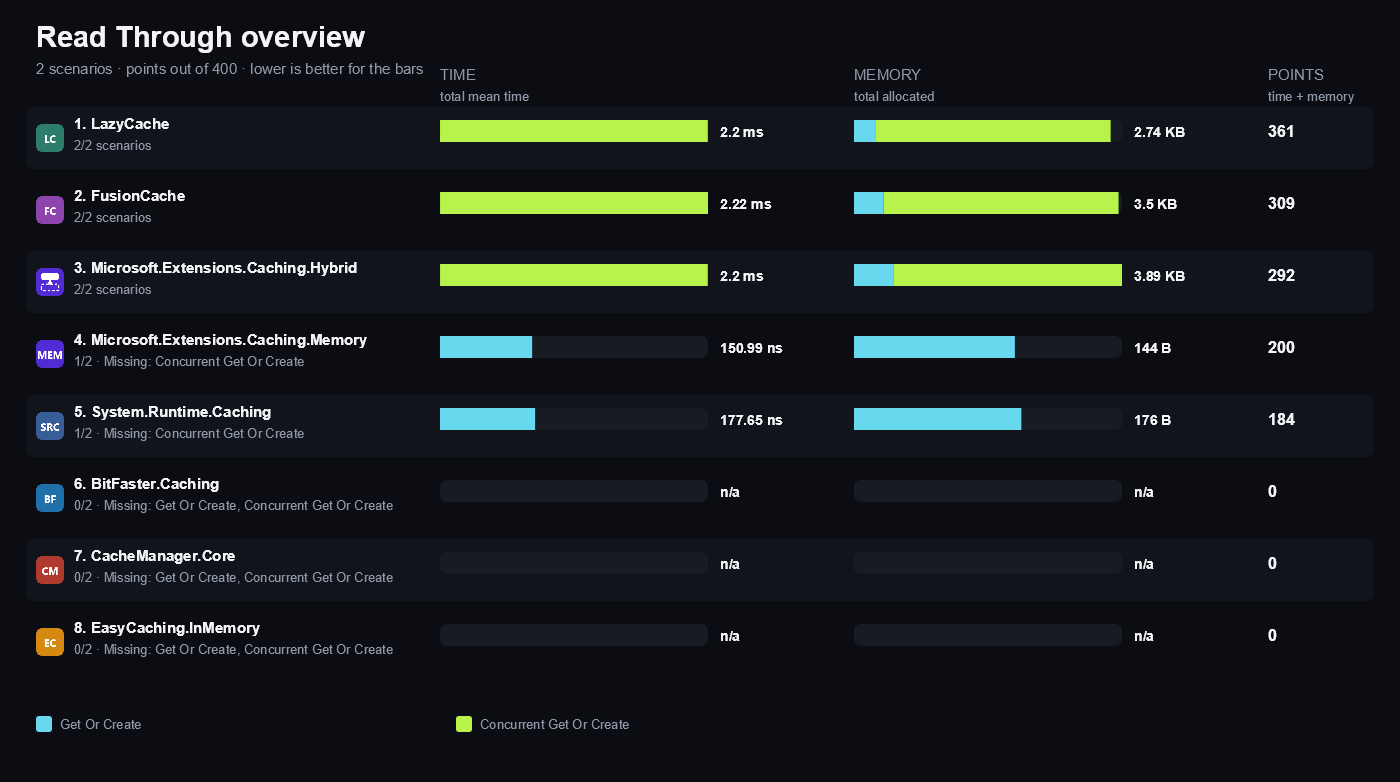 Read Through overview
2 scenarios · points out of 400 · lower is better for the bars
TIME
total mean time
MEMORY
total allocated
POINTS
time + memory
LC
1. LazyCache
2/2 scenarios
2.2 ms
2.74 KB
361
FC
2. FusionCache
2/2 scenarios
2.22 ms
3.5 KB
309
3. Microsoft.Extensions.Caching.Hybrid
2/2 scenarios
2.2 ms
3.89 KB
292
MEM
4. Microsoft.Extensions.Caching.Memory
1/2 · Missing: Concurrent Get Or Create
150.99 ns
144 B
200
SRC
5. System.Runtime.Caching
1/2 · Missing: Concurrent Get Or Create
177.65 ns
176 B
184
BF
6. BitFaster.Caching
0/2 · Missing: Get Or Create, Concurrent Get Or Create
n/a
n/a
0
CM
7. CacheManager.Core
0/2 · Missing: Get Or Create, Concurrent Get Or Create
n/a
n/a
0
EC
8. EasyCaching.InMemory
0/2 · Missing: Get Or Create, Concurrent Get Or Create
n/a
n/a
0
Get Or Create
Concurrent Get Or Create